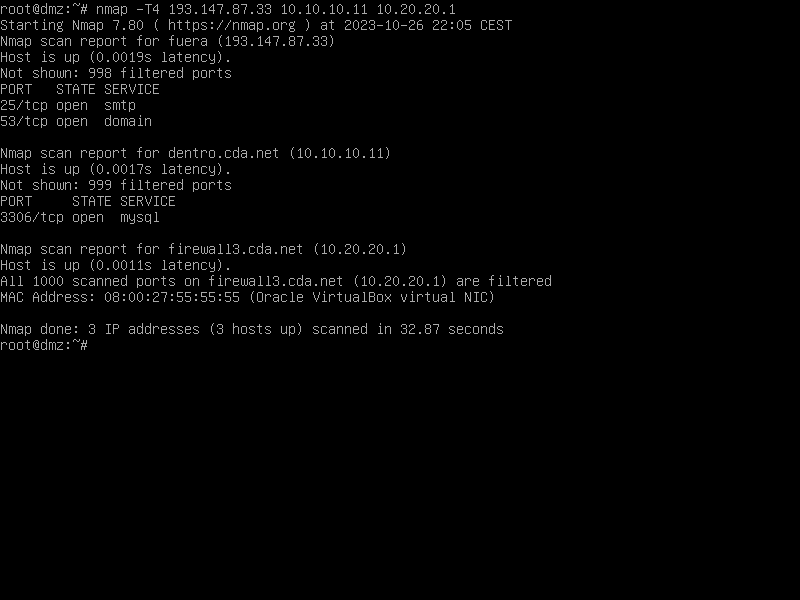 root@dmz:~# nmap -T4 193.147.87.33 10.10.10.11 10.20.20.1
Starting Nmap 7.80 ( https://nmap.org ) at 2023-10-26 22:05 CEST
Nmap scan report for fuera (193.147.87.33)
Host is up (0.0019s latency).
Not shown: 998 filtered ports
PORT   STATE SERVICE
25/tcp open  smtp
53/tcp open  domain

Nmap scan report for dentro.cda.net (10.10.10.11)
Host is up (0.0017s latency).
Not shown: 999 filtered ports
PORT     STATE SERVICE
3306/tcp open  mysql

Nmap scan report for firewall3.cda.net (10.20.20.1)
Host is up (0.0011s latency).
All 1000 scanned ports on firewall3.cda.net (10.20.20.1) are filtered
MAC Address: 08:00:27:55:55:55 (Oracle VirtualBox virtual NIC)

Nmap done: 3 IP addresses (3 hosts up) scanned in 32.87 seconds
root@dmz:~#